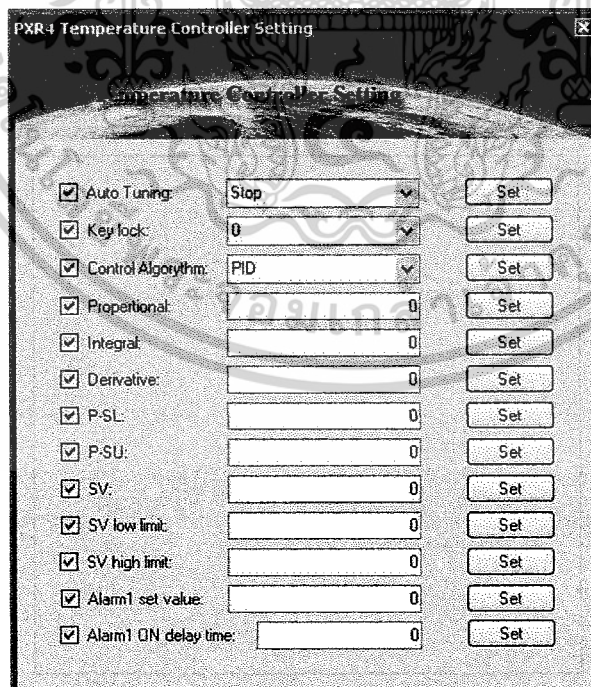 PXR4 Temperature Controller Setting
Temperature Controller Setting
Auto Tuning: Stop Set
Key lock: 0 Set
Control Algorythm: PID Set
Propertional: 0 Set
Integral: 0 Set
Derivative: 0 Set
P-SL: 0 Set
P-SU: 0 Set
SV: 0 Set
SV low limit: 0 Set
SV high limit: 0 Set
Alarm1 set value: 0 Set
Alarm1 ON delay time: 0 Set